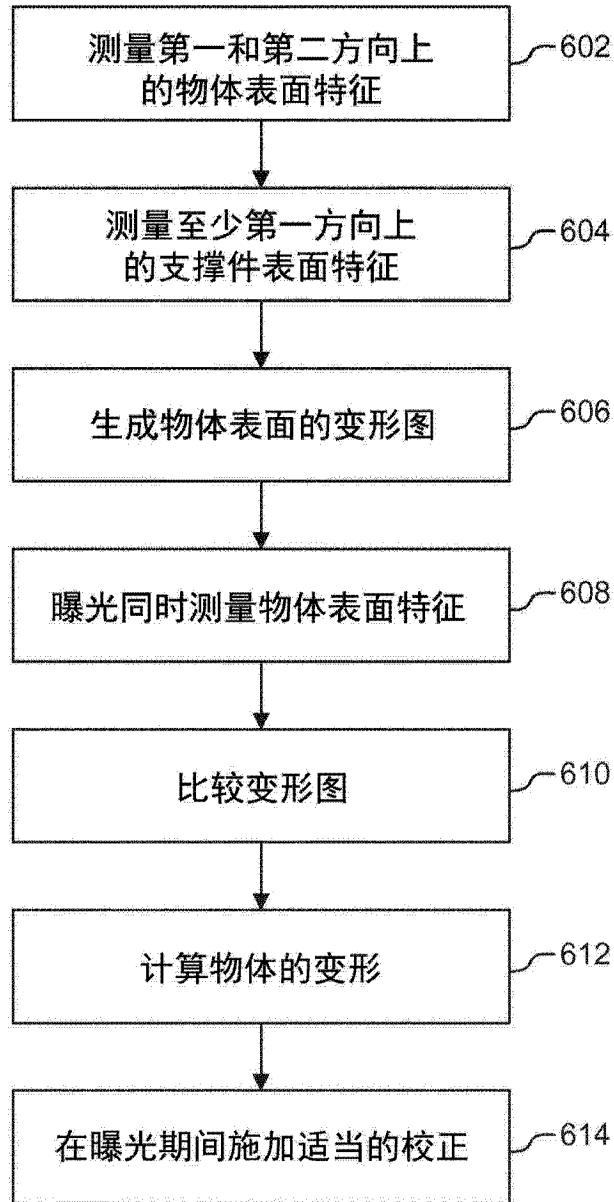 测量第一和第二方向上
的物体表面特征
602
测量至少第一方向上
的支撑件表面特征
604
生成物体表面的变形图
606
曝光同时测量物体表面特征
608
比较变形图
610
计算物体的变形
612
在曝光期间施加适当的校正
614